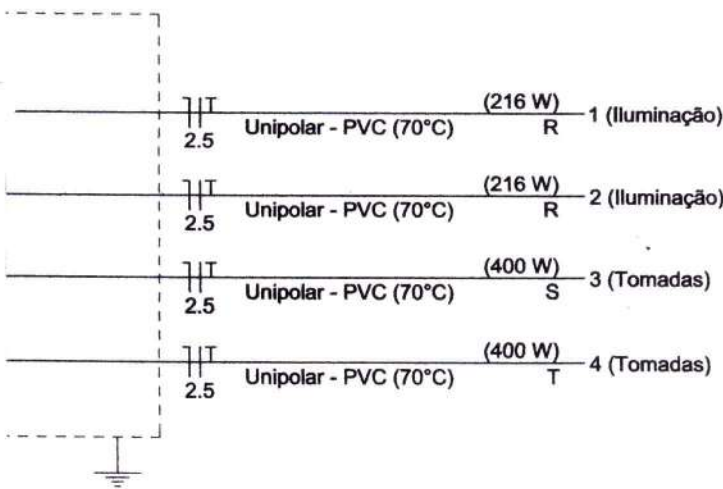 (216 W)
T
1 (Iluminação)
Unipolar - PVC (70°C)
R
2.5
(216 W)
T
2 (Iluminação)
Unipolar - PVC (70°C)
R
2.5
(400 W)
T
3 (Tomadas)
Unipolar - PVC (70°C)
S
2.5
(400 W)
T
4 (Tomadas)
Unipolar - PVC (70°C)
T
2.5